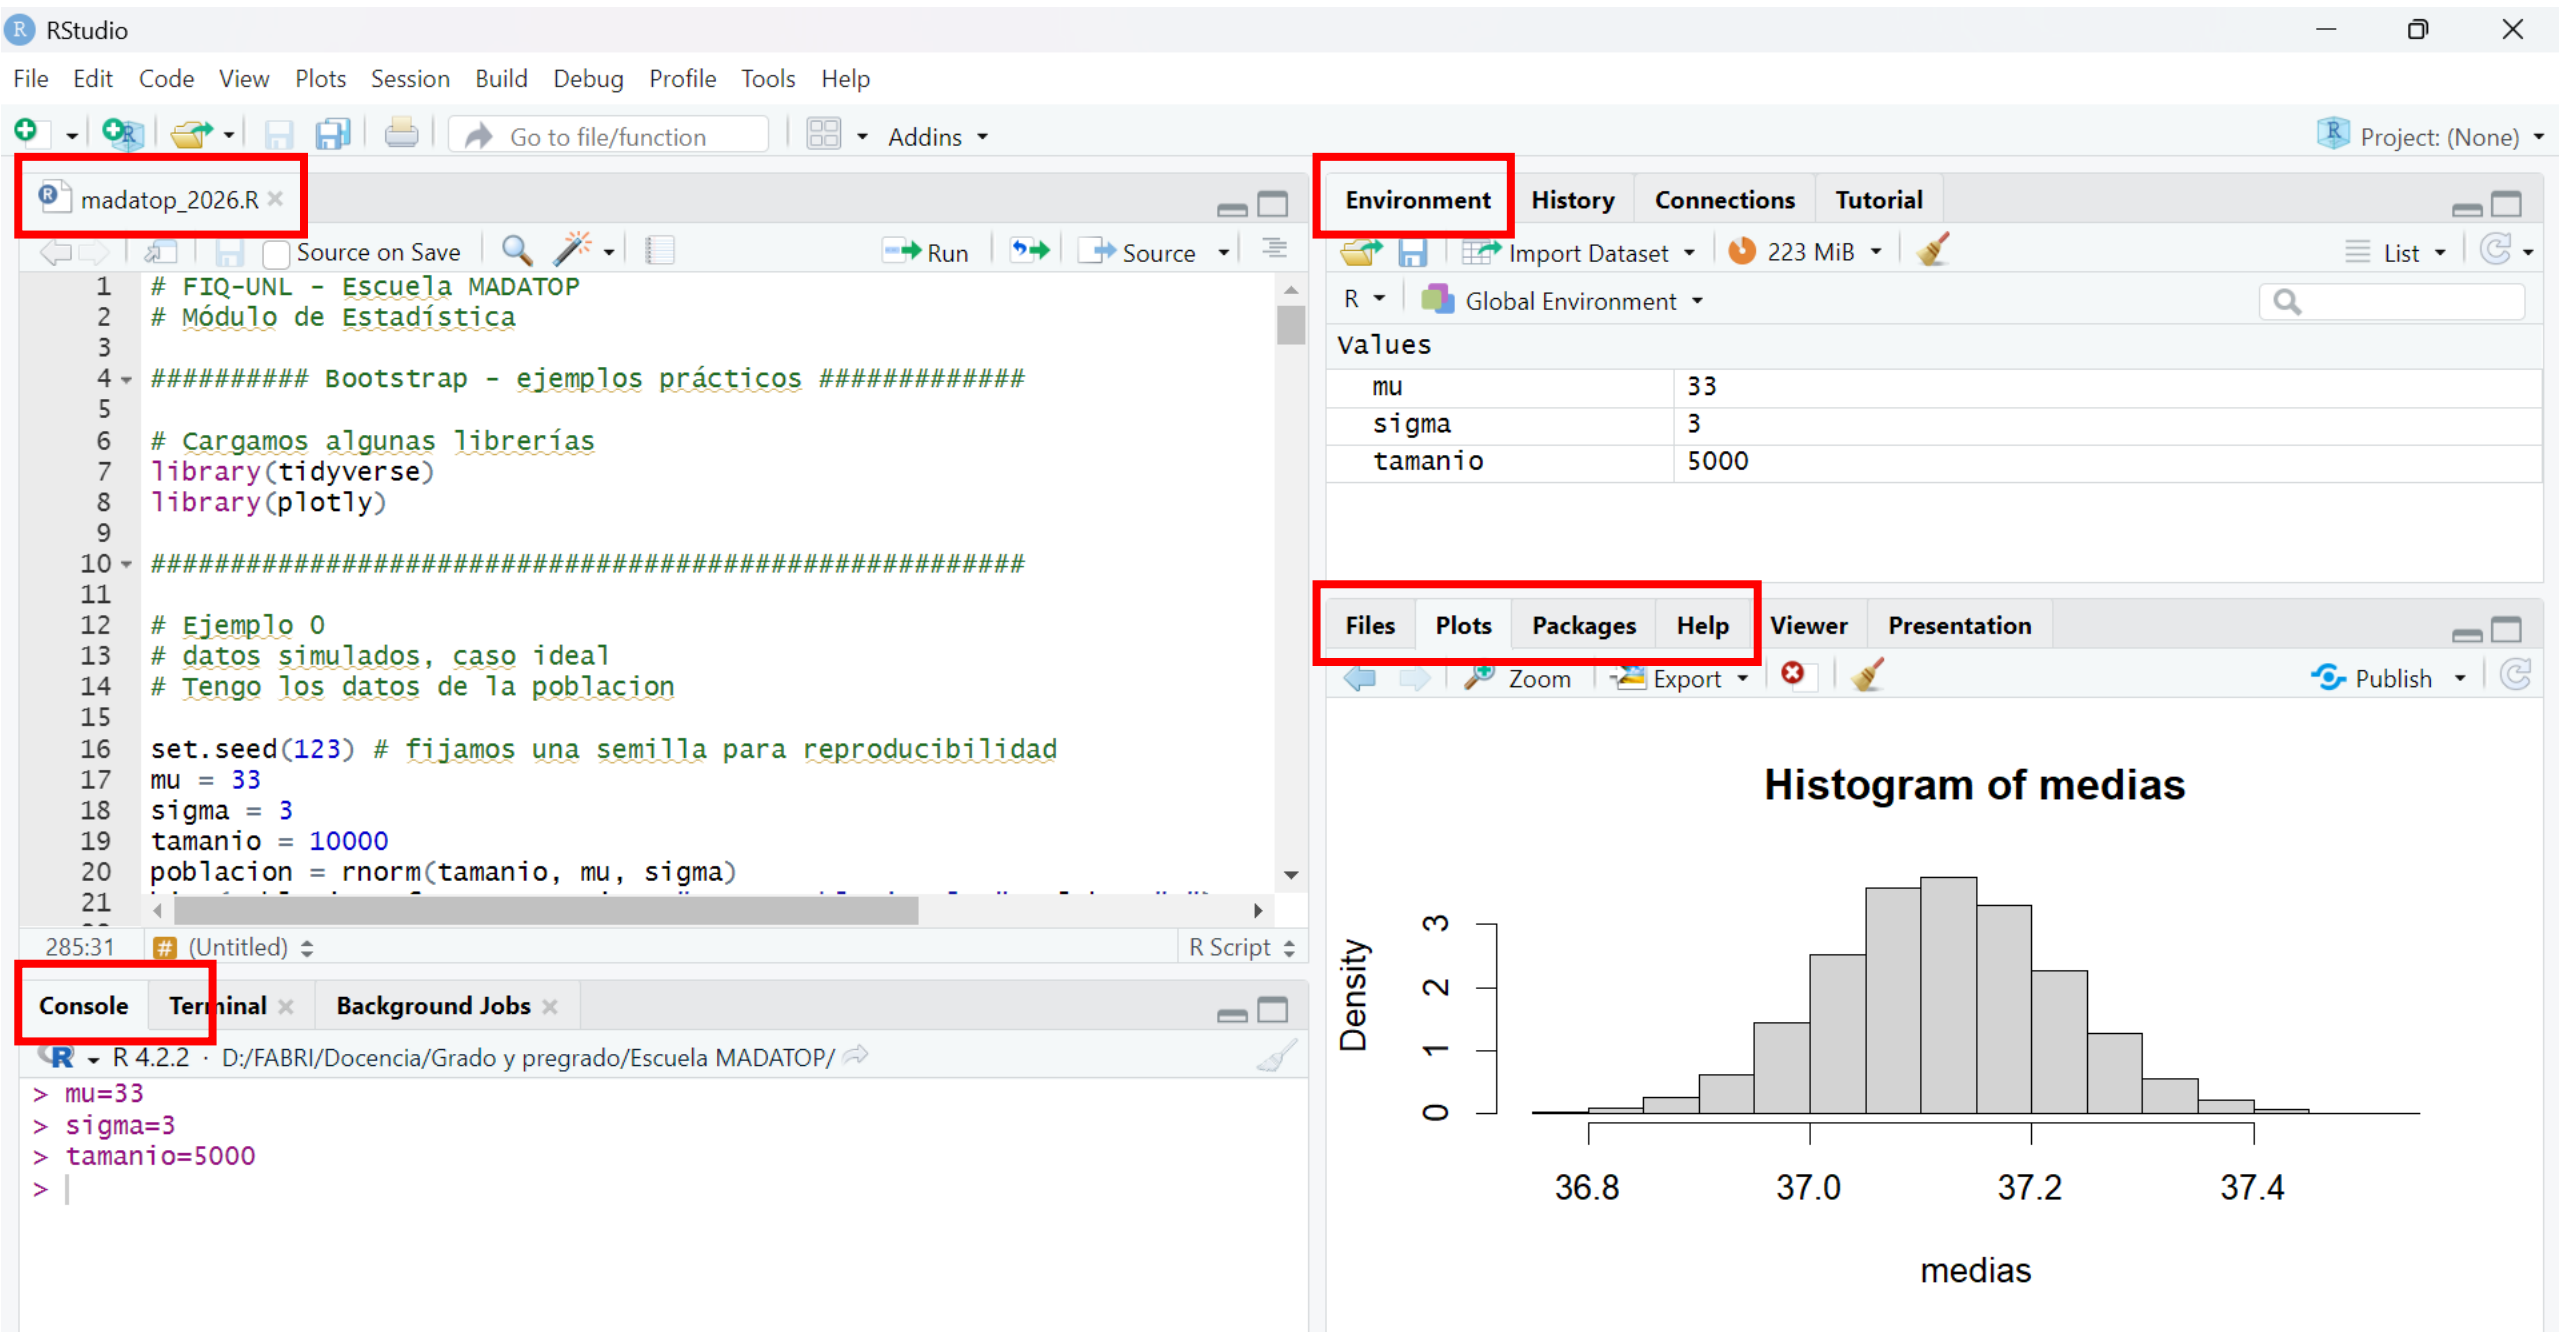 RStudio
File Edit Code View Plots Session Build Debug Profile Tools Help
Go to file/function Addins Project: (None)
madatop_2026.R
Source on Save Run Source
1 # FIQ-UNL - Escuela MADATOP
2 # Módulo de Estadística
3
4 ########## Bootstrap - ejemplos prácticos #############
5
6 # Cargamos algunas librerías
7 library(tidyverse)
8 library(plotly)
9
10 #######################################################
11
12 # Ejemplo 0
13 # datos simulados, caso ideal
14 # Tengo los datos de la poblacion
15
16 set.seed(123) # fijamos una semilla para reproducibilidad
17 mu = 33
18 sigma = 3
19 tamanio = 10000
20 poblacion = rnorm(tamanio, mu, sigma)
21
285:31 # (Untitled) R Script
Console Terminal Background Jobs
R 4.2.2 · D:/FABRI/Docencia/Grado y pregrado/Escuela MADATOP/
> mu=33
> sigma=3
> tamanio=5000
>
Environment History Connections Tutorial
Import Dataset 223 MiB List
R Global Environment
Values
mu 33
sigma 3
tamanio 5000
Files Plots Packages Help Viewer Presentation
Zoom Export Publish
Histogram of medias
Density
3
2
1
0
36.8 37.0 37.2 37.4
medias